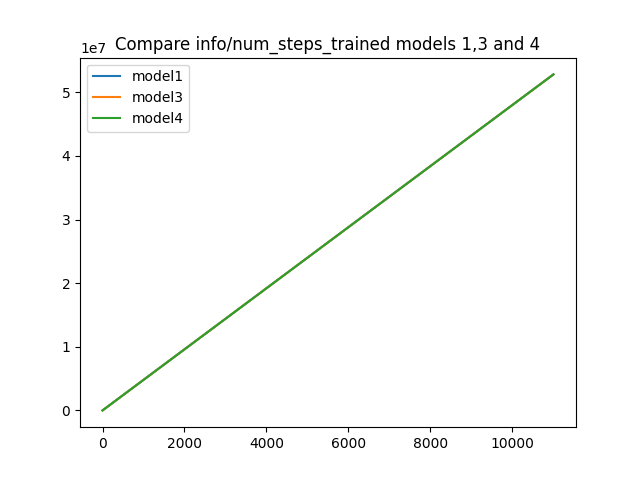 Compare info/num_steps_trained models 1,3 and 4
1e7
model1
model3
model4
5
4
3
2
1
0
0 2000 4000 6000 8000 10000